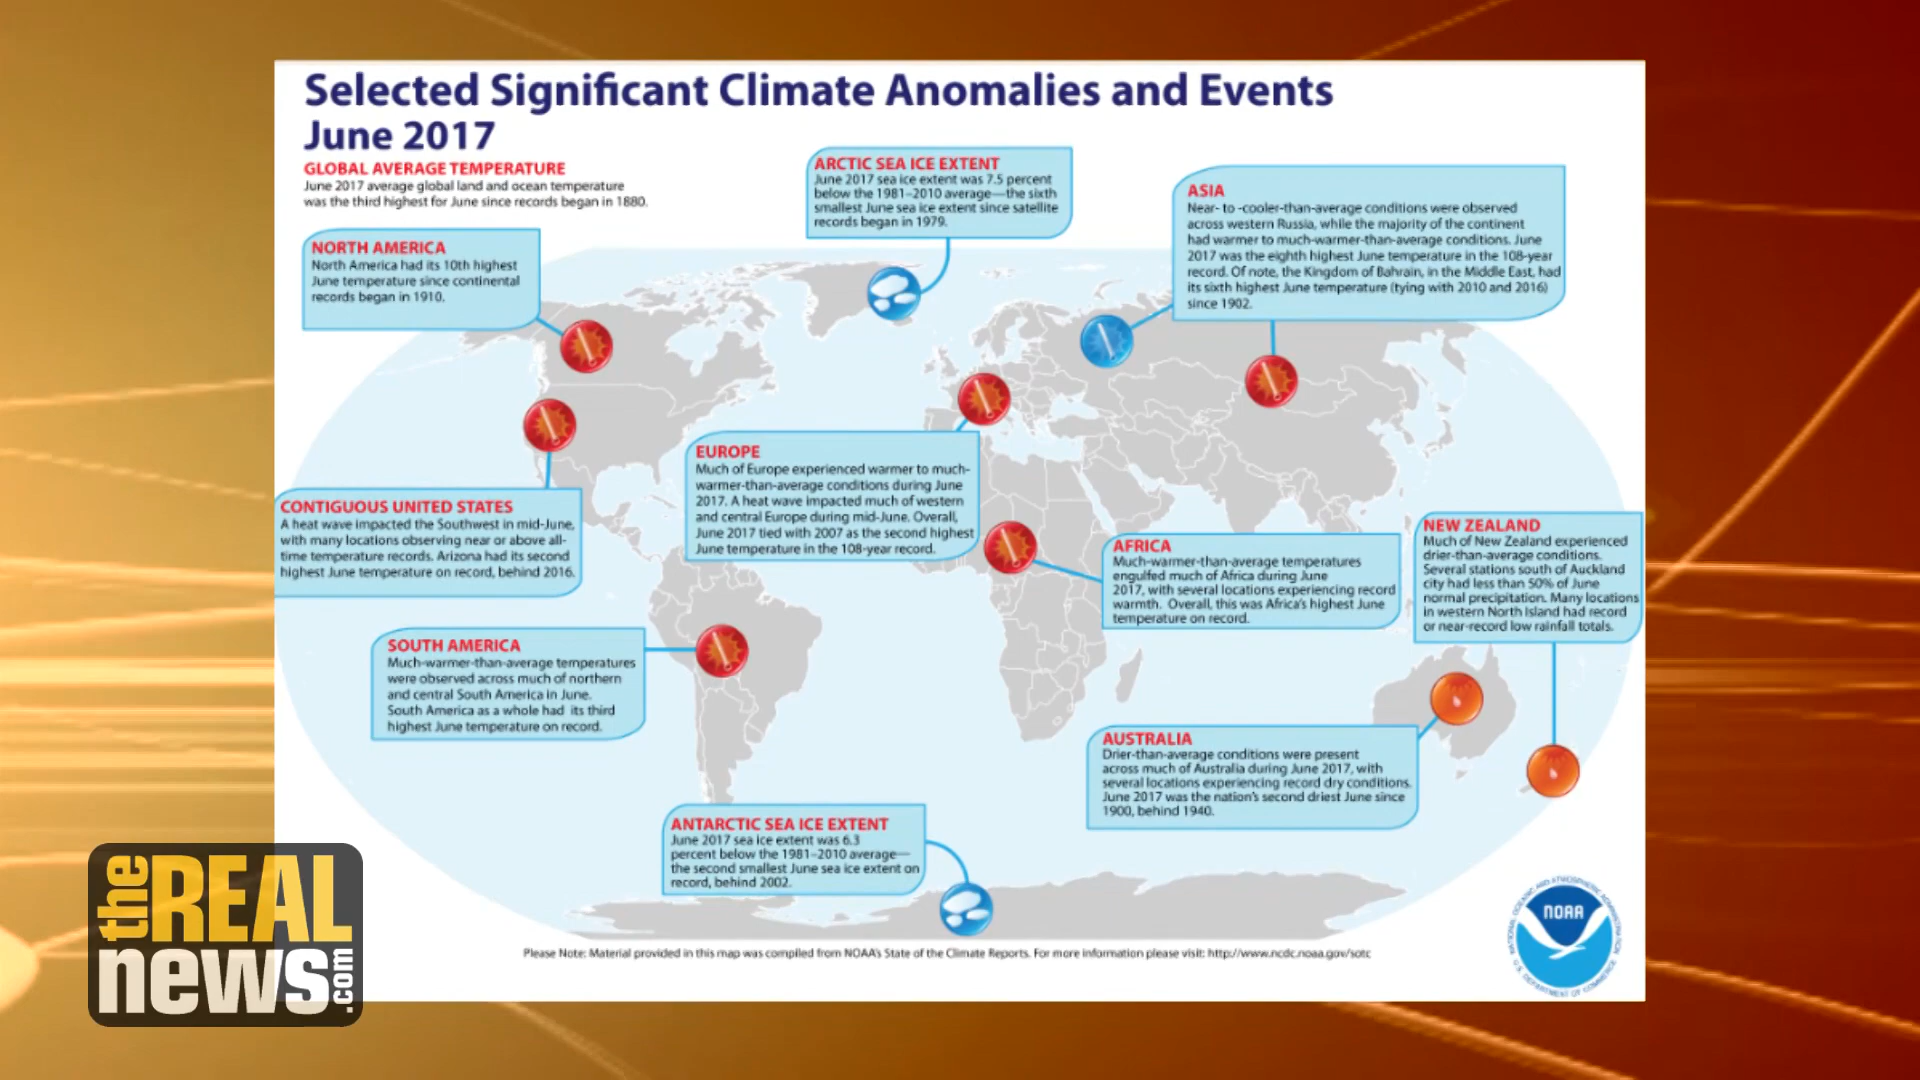 Selected Significant Climate Anomalies and Events
June 2017
GLOBAL AVERAGE TEMPERATURE
June 2017 average global land and ocean temperature
was the third highest for June since records began in 1880.
ARCTIC SEA ICE EXTENT
June 2017 sea ice extent was 7.5 percent
below the 1981–2010 average—the sixth
smallest June sea ice extent since satellite
records began in 1979.
ASIA
Near- to -cooler-than-average conditions were observed
across western Russia, while the majority of the continent
had warmer to much-warmer-than-average conditions. June
2017 was the eighth highest June temperature in the 108-year
record. Of note, the Kingdom of Bahrain, in the Middle East, had
its sixth highest June temperature (tying with 2010 and 2016)
since 1902.
NORTH AMERICA
North America had its 10th highest
June temperature since continental
records began in 1910.
CONTIGUOUS UNITED STATES
A heat wave impacted the Southwest in mid-June,
with many locations observing near or above all-
time temperature records. Arizona had its second
highest June temperature on record, behind 2016.
EUROPE
Much of Europe experienced warmer to much-
warmer-than-average conditions during June
2017. A heat wave impacted much of western
and central Europe during mid-June. Overall,
June 2017 tied with 2007 as the second highest
June temperature in the 108-year record.
AFRICA
Much-warmer-than-average temperatures
engulfed much of Africa during June
2017, with several locations experiencing record
warmth. Overall, this was Africa's highest June
temperature on record.
NEW ZEALAND
Much of New Zealand experienced
drier-than-average conditions.
Several stations south of Auckland
city had less than 50% of June
normal precipitation. Many locations
in western North Island had record
or near-record low rainfall totals.
SOUTH AMERICA
Much-warmer-than-average temperatures
were observed across much of northern
and central South America in June.
South America as a whole had its third
highest June temperature on record.
AUSTRALIA
Drier-than-average conditions were present
across much of Australia during June 2017, with
several locations experiencing record dry conditions.
June 2017 was the nation's second driest June since
1900, behind 1940.
ANTARCTIC SEA ICE EXTENT
June 2017 sea ice extent was 6.3
percent below the 1981–2010 average—
the second smallest June sea ice extent on
record, behind 2002.
Please Note: Material provided in this map was compiled from NOAA's State of the Climate Reports. For more information please visit: http://www.ncdc.noaa.gov/sotc
NOAA
NATIONAL OCEANIC AND ATMOSPHERIC ADMINISTRATION
U.S. DEPARTMENT OF COMMERCE
the REAL
news.com